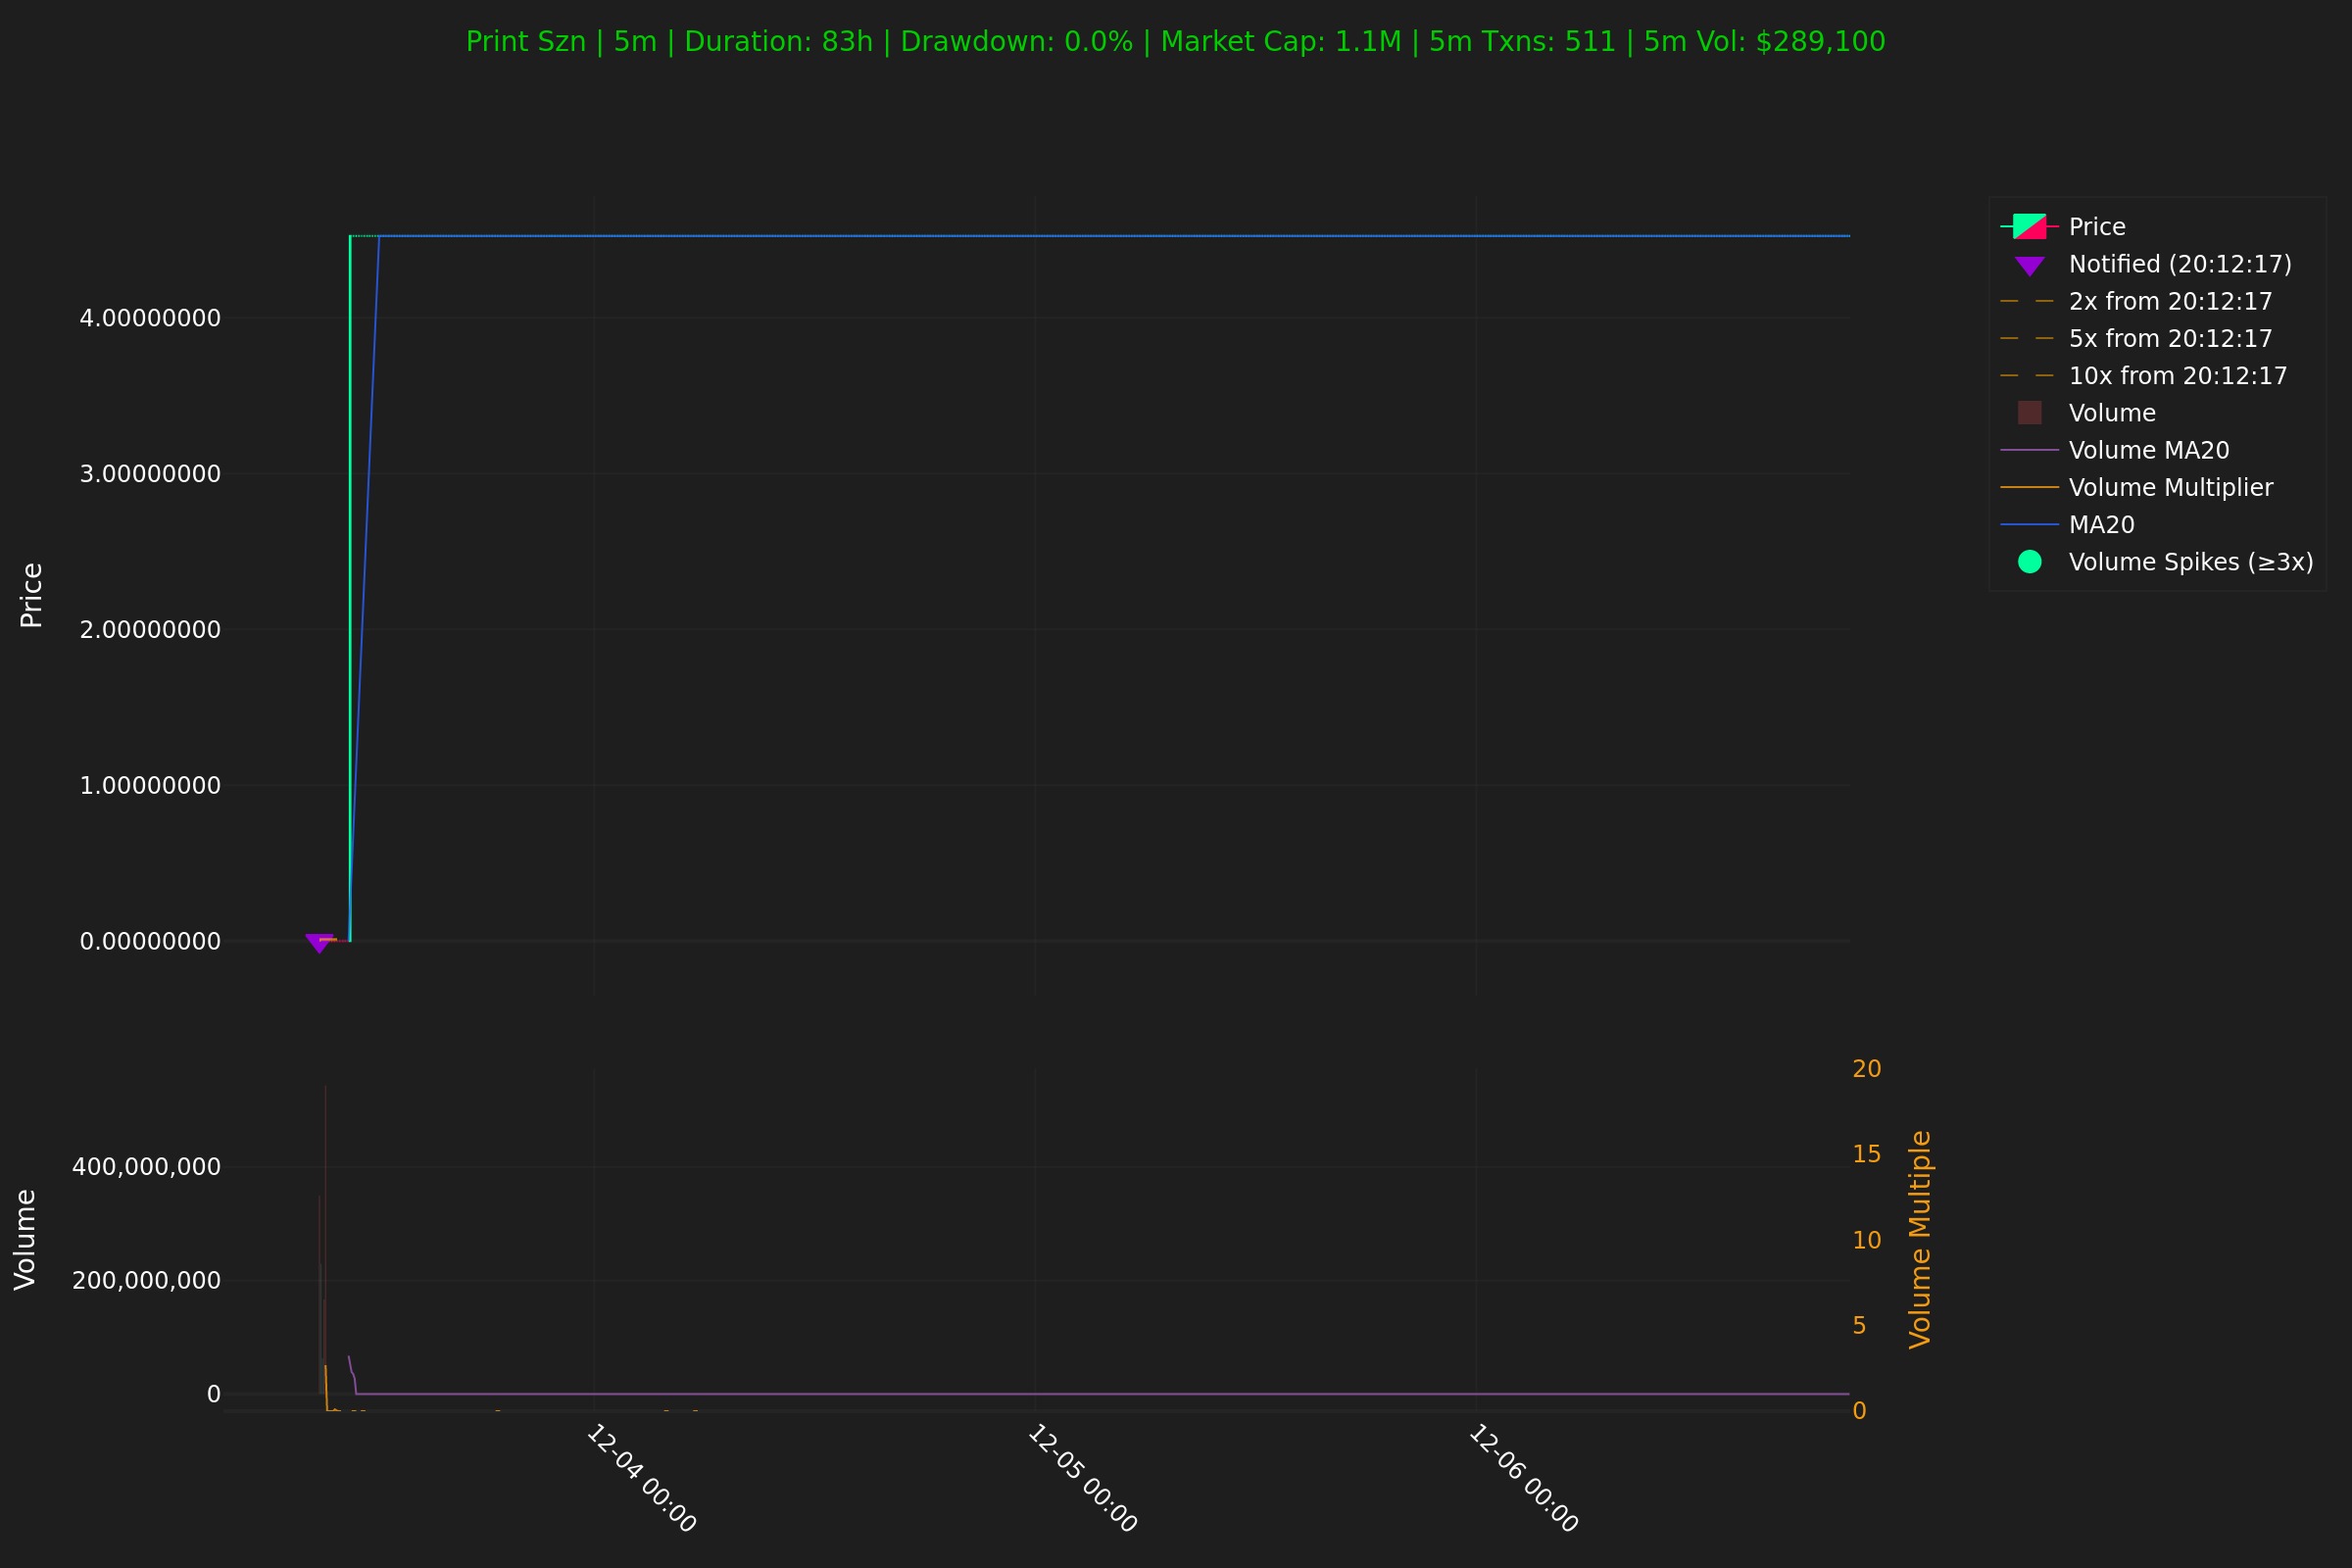 Print Szn | 5m | Duration: 83h | Drawdown: 0.0% | Market Cap: 1.1M | 5m Txns: 511 | 5m Vol: $289,100
Price
4.00000000
3.00000000
2.00000000
1.00000000
0.00000000
Price
Notified (20:12:17)
2x from 20:12:17
5x from 20:12:17
10x from 20:12:17
Volume
Volume MA20
Volume Multiplier
MA20
Volume Spikes (≥3x)
Volume
400,000,000
200,000,000
0
20
15
10
5
0
Volume Multiple
12-04 00:00
12-05 00:00
12-06 00:00